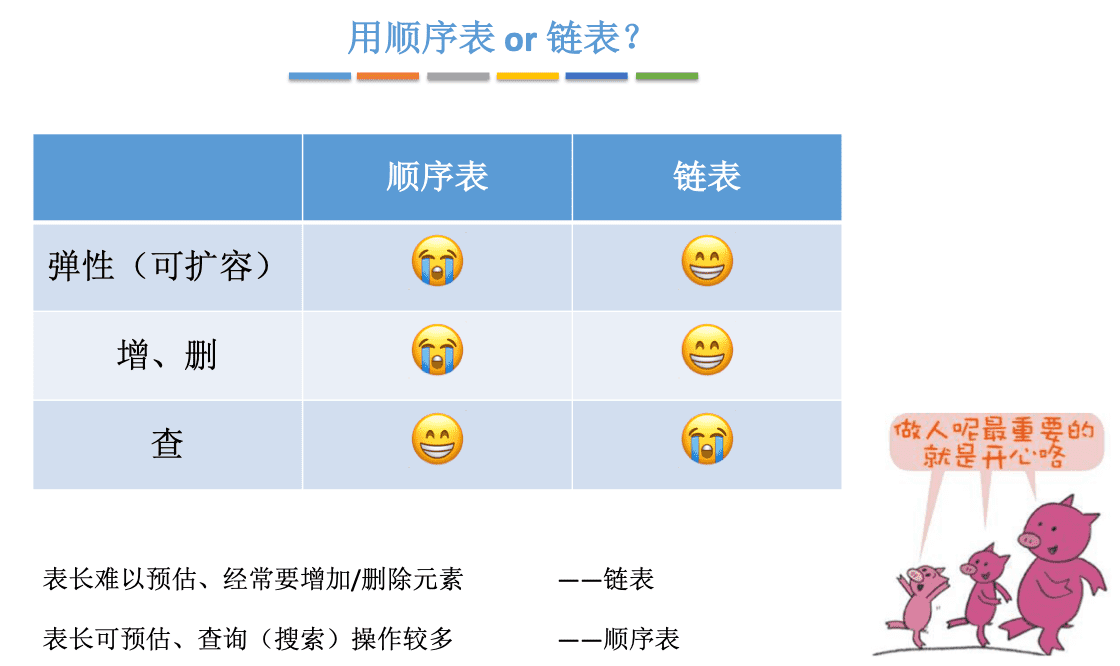 用顺序表 or 链表？
顺序表 链表
弹性（可扩容）
增、删
查
做人呢最重要的
就是开心咯
表长难以预估、经常要增加/删除元素 ——链表
表长可预估、查询（搜索）操作较多 ——顺序表